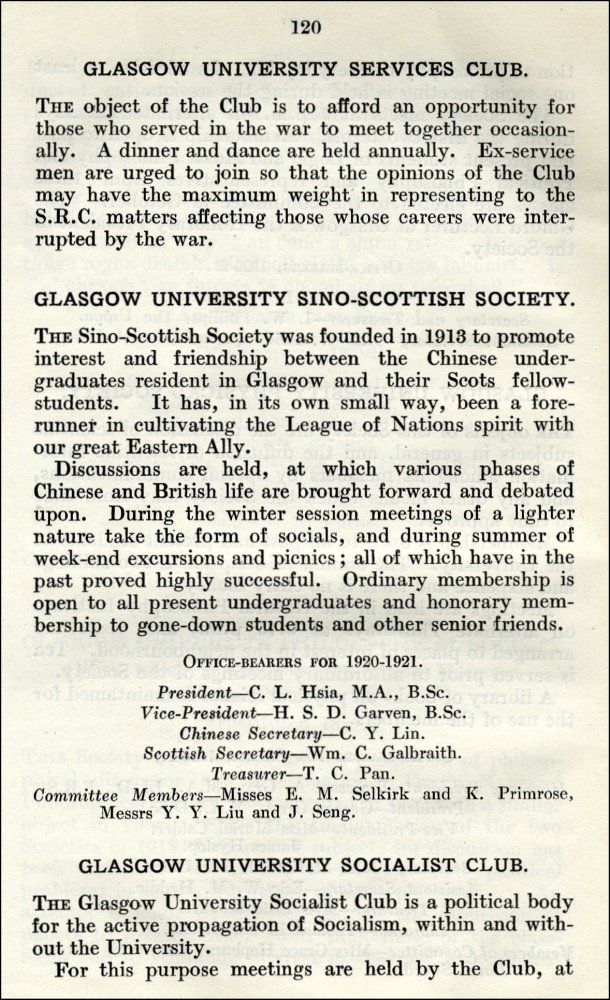 120
GLASGOW UNIVERSITY SERVICES CLUB.
THE object of the Club is to afford an opportunity for
those who served in the war to meet together occasion-
ally. A dinner and dance are held annually. Ex-service
men are urged to join so that the opinions of the Club
may have the maximum weight in representing to the
S.R.C. matters affecting those whose careers were inter-
rupted by the war.
GLASGOW UNIVERSITY SINO-SCOTTISH SOCIETY.
THE Sino-Scottish Society was founded in 1913 to promote
interest and friendship between the Chinese under-
graduates resident in Glasgow and their Scots fellow-
students. It has, in its own small way, been a fore-
runner in cultivating the League of Nations spirit with
our great Eastern Ally.
Discussions are held, at which various phases of
Chinese and British life are brought forward and debated
upon. During the winter session meetings of a lighter
nature take the form of socials, and during summer of
week-end excursions and picnics; all of which have in the
past proved highly successful. Ordinary membership is
open to all present undergraduates and honorary mem-
bership to gone-down students and other senior friends.
OFFICE-BEARERS FOR 1920-1921.
President—C. L. Hsia, M.A., B.Sc.
Vice-President—H. S. D. Garven, B.Sc.
Chinese Secretary—C. Y. Lin.
Scottish Secretary—Wm. C. Galbraith.
Treasurer—T. C. Pan.
Committee Members—Misses E. M. Selkirk and K. Primrose,
Messrs Y. Y. Liu and J. Seng.
GLASGOW UNIVERSITY SOCIALIST CLUB.
THE Glasgow University Socialist Club is a political body
for the active propagation of Socialism, within and with-
out the University.
For this purpose meetings are held by the Club, at